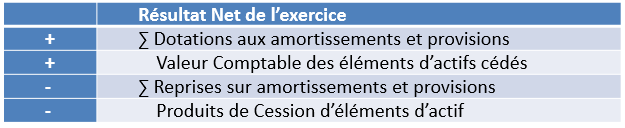 Résultat Net de l’exercice
+ ∑ Dotations aux amortissements et provisions
+ Valeur Comptable des éléments d’actifs cédés
- ∑ Reprises sur amortissements et provisions
- Produits de Cession d’éléments d’actif